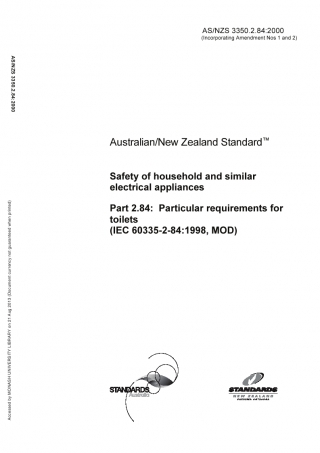 AS/NZS 3350.2.84:2000
(Incorporating Amendment Nos 1 and 2)
AS/NZS 3350.2.84:2000
Australian/New Zealand Standard™
Safety of household and similar
electrical appliances
Part 2.84: Particular requirements for
toilets
(IEC 60335-2-84:1998, MOD)
Accessed by MONASH UNIVERSITY LIBRARY on 21 Aug 2013 (Document currency not guaranteed when printed)
STANDARDS
Australia
STANDARDS
NEW ZEALAND